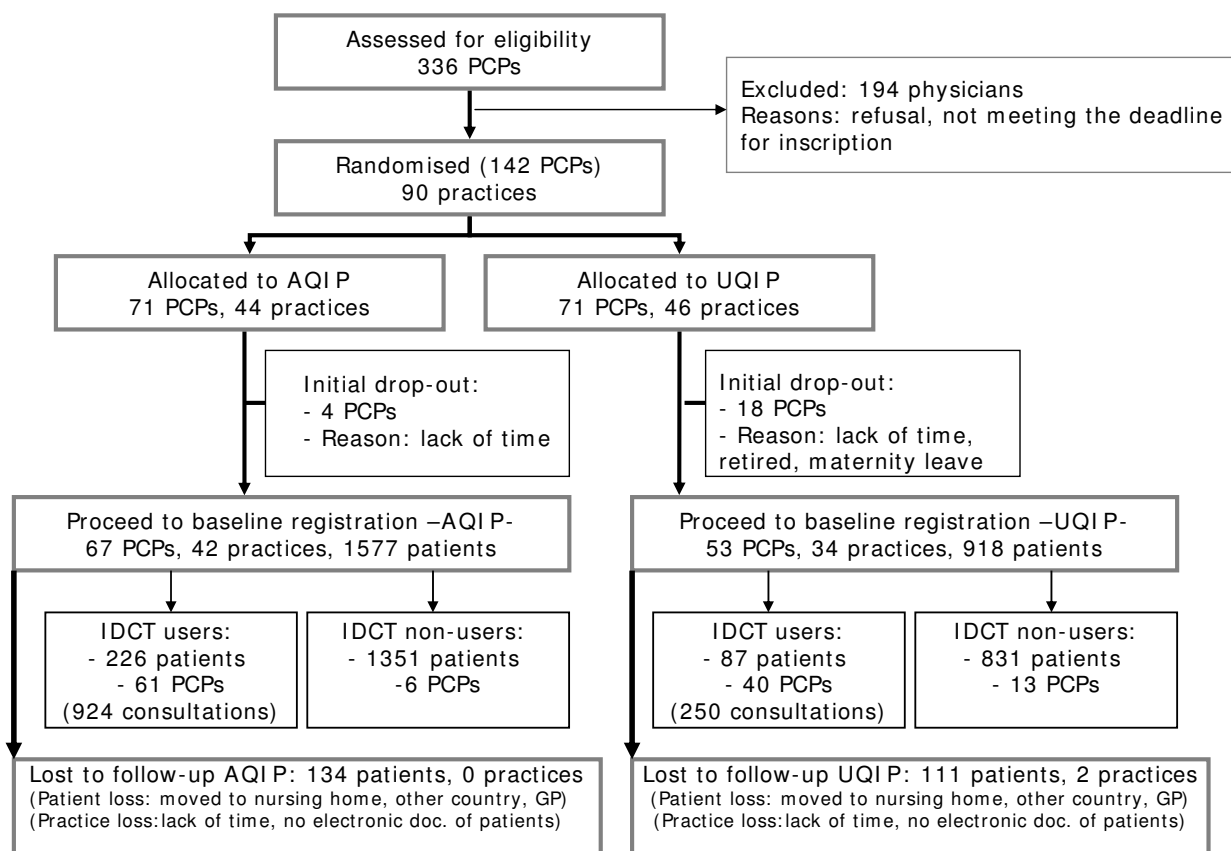 Assessed for eligibility
336 PCPs
Excluded: 194 physicians
Reasons: refusal, not meeting the deadline
for inscription
Randomised (142 PCPs)
90 practices
Allocated to AQIP
71 PCPs, 44 practices
Allocated to UQIP
71 PCPs, 46 practices
Initial drop-out:
- 4 PCPs
- Reason: lack of time
Initial drop-out:
- 18 PCPs
- Reason: lack of time,
retired, maternity leave
Proceed to baseline registration –AQIP-
67 PCPs, 42 practices, 1577 patients
Proceed to baseline registration –UQIP-
53 PCPs, 34 practices, 918 patients
IDCT users:
- 226 patients
- 61 PCPs
(924 consultations)
IDCT non-users:
- 1351 patients
-6 PCPs
IDCT users:
- 87 patients
- 40 PCPs
(250 consultations)
IDCT non-users:
- 831 patients
- 13 PCPs
Lost to follow-up AQIP: 134 patients, 0 practices
(Patient loss: moved to nursing home, other country, GP)
(Practice loss:lack of time, no electronic doc. of patients)
Lost to follow-up UQIP: 111 patients, 2 practices
(Patient loss: moved to nursing home, other country, GP)
(Practice loss:lack of time, no electronic doc. of patients)